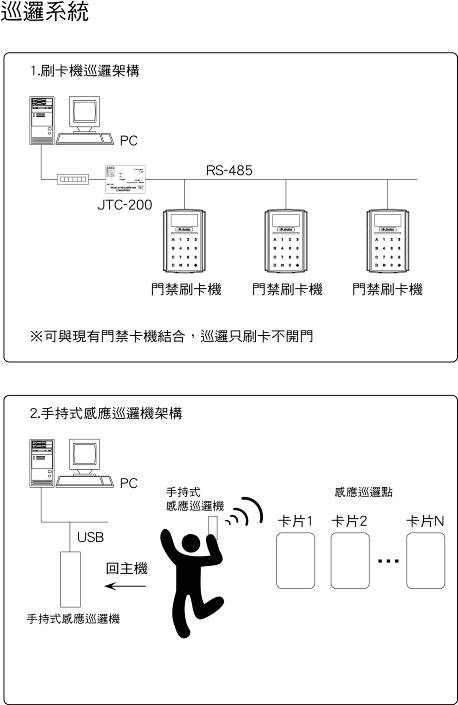 巡邏系統
1.刷卡機巡邏架構
PC
RS-485
JTC-200
門禁刷卡機 門禁刷卡機 門禁刷卡機
※可與現有門禁卡機結合，巡邏只刷卡不開門
2.手持式感應巡邏機架構
PC
手持式
感應巡邏機
感應巡邏點
卡片1 卡片2 卡片N
USB
回主機
手持式感應巡邏機